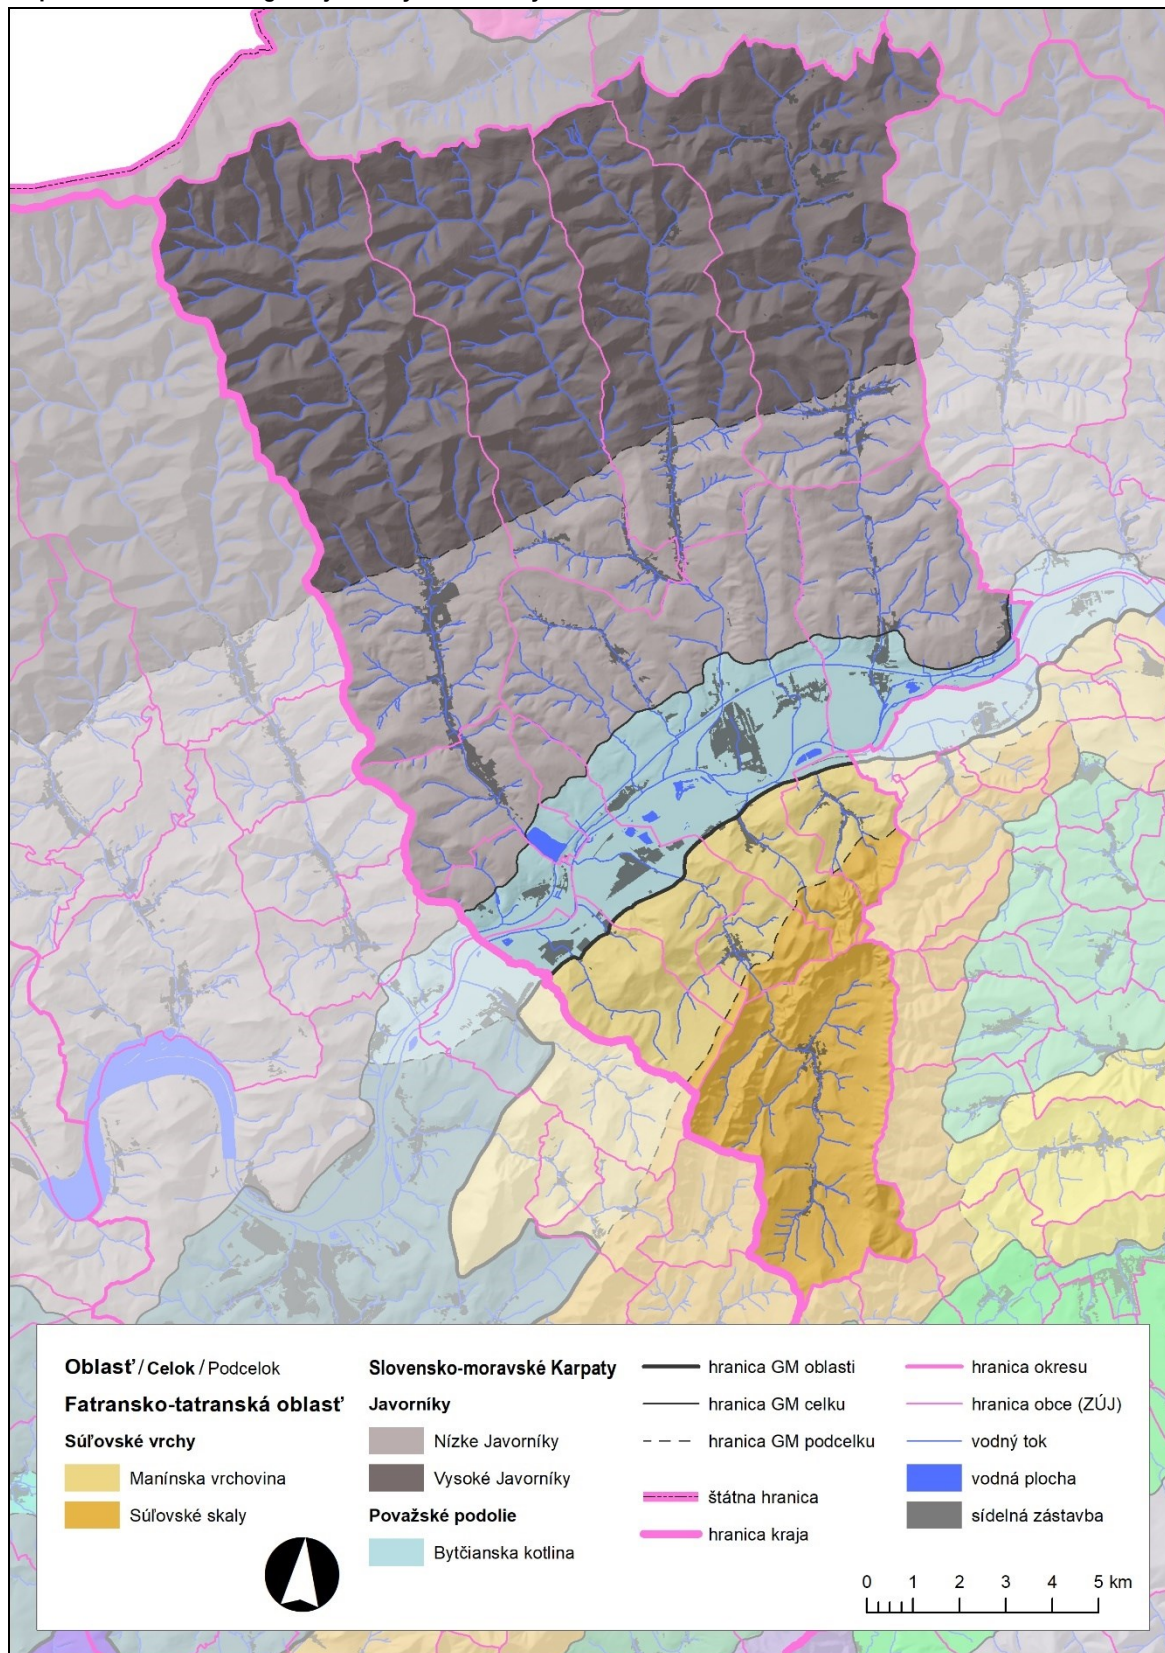 Oblasť / Celok / Podcelok
Fatransko-tatranská oblasť
Súľovské vrchy
Manínska vrchovina
Súľovské skaly
Slovensko-moravské Karpaty
Javorníky
Nízke Javorníky
Vysoké Javorníky
Považské podolie
Bytčianska kotlina
hranica GM oblasti
hranica GM celku
hranica GM podcelku
štátna hranica
hranica kraja
hranica okresu
hranica obce (ZÚJ)
vodný tok
vodná plocha
sídelná zástavba
0 1 2 3 4 5 km